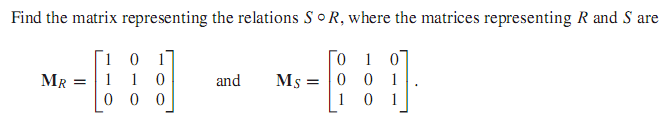 Find the matrix representing the relations S ∘ R, where the matrices representing R and S are
M_R = [1 0 1; 1 1 0; 0 0 0] and M_S = [0 1 0; 0 0 1; 1 0 1].